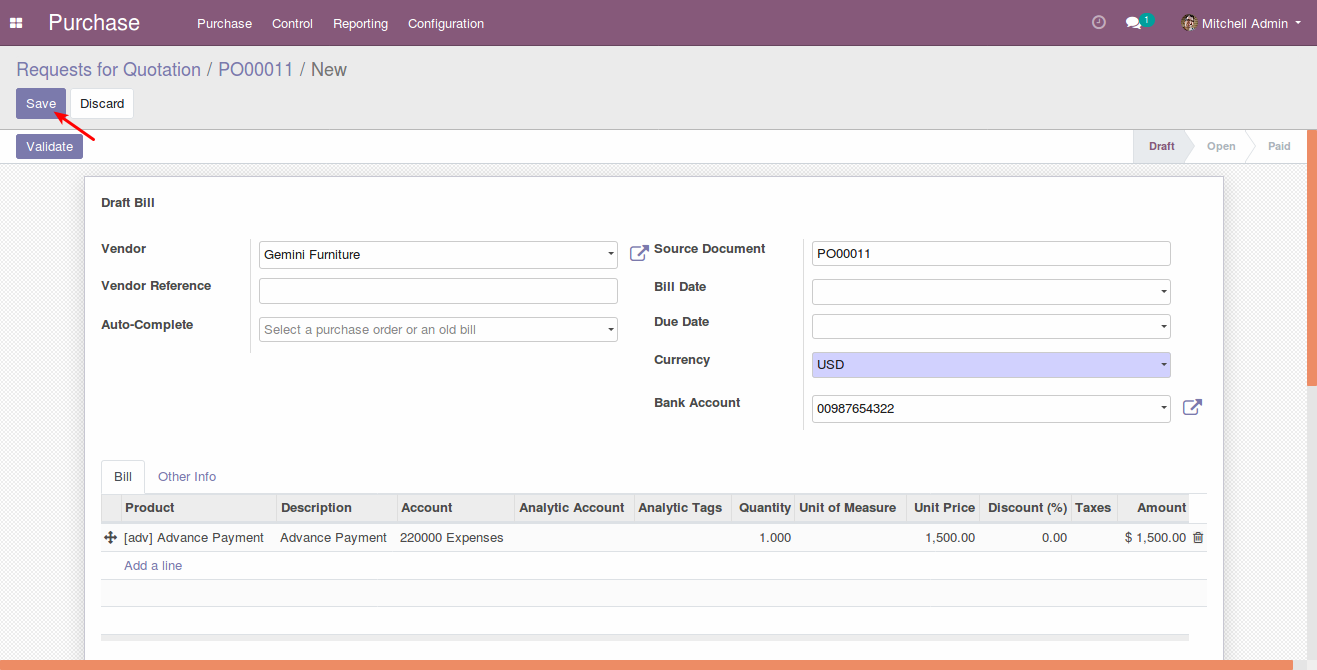 Purchase Purchase Control Reporting Configuration 1 Mitchell Admin
Requests for Quotation / PO00011 / New
Save Discard
Validate Draft Open Paid
Draft Bill
Vendor Gemini Furniture Source Document PO00011
Vendor Reference Bill Date
Auto-Complete Select a purchase order or an old bill Due Date
Currency USD
Bank Account 00987654322
Bill Other Info
Product Description Account Analytic Account Analytic Tags Quantity Unit of Measure Unit Price Discount (%) Taxes Amount
[adv] Advance Payment Advance Payment 220000 Expenses 1.000 1,500.00 0.00 $ 1,500.00
Add a line